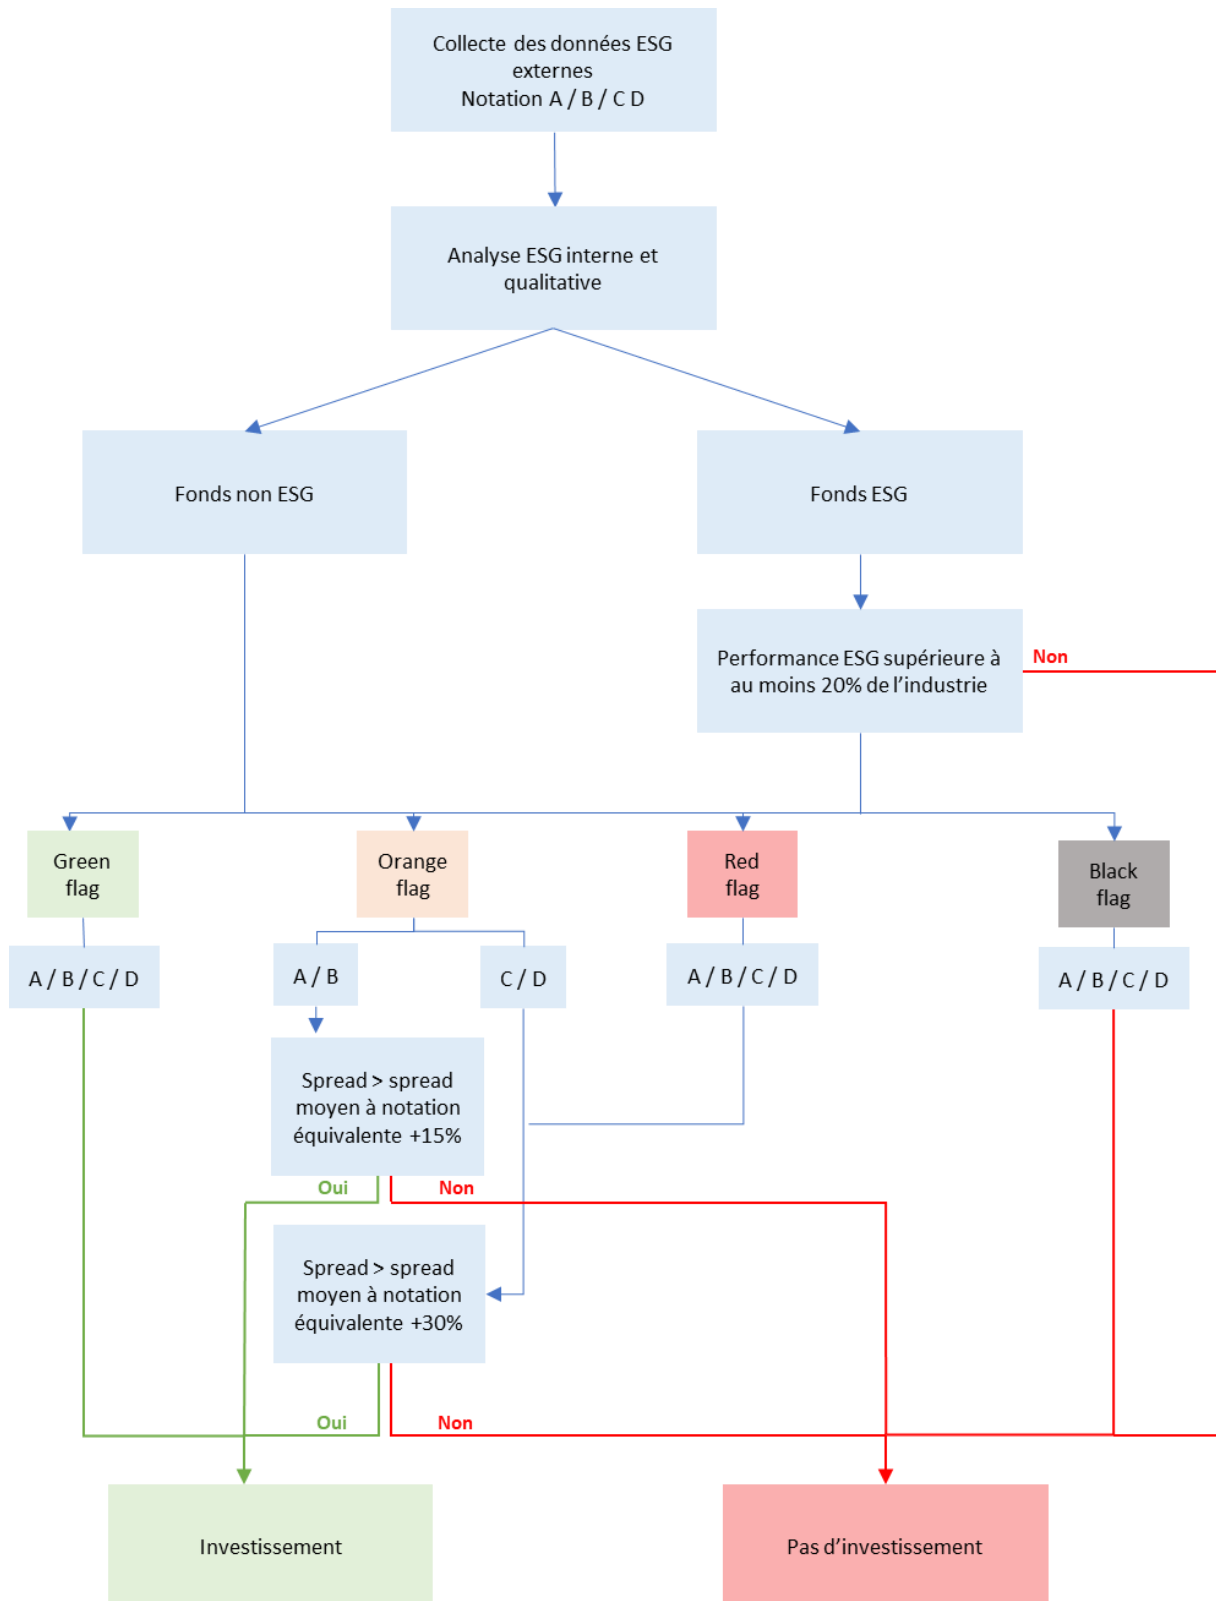 Collecte des données ESG
externes
Notation A / B / C D
Analyse ESG interne et
qualitative
Fonds non ESG
Fonds ESG
Performance ESG supérieure à
au moins 20% de l’industrie
Non
Green
flag
Orange
flag
Red
flag
Black
flag
A / B / C / D
A / B
C / D
A / B / C / D
A / B / C / D
Spread > spread
moyen à notation
équivalente +15%
Oui
Non
Spread > spread
moyen à notation
équivalente +30%
Oui
Non
Investissement
Pas d’investissement